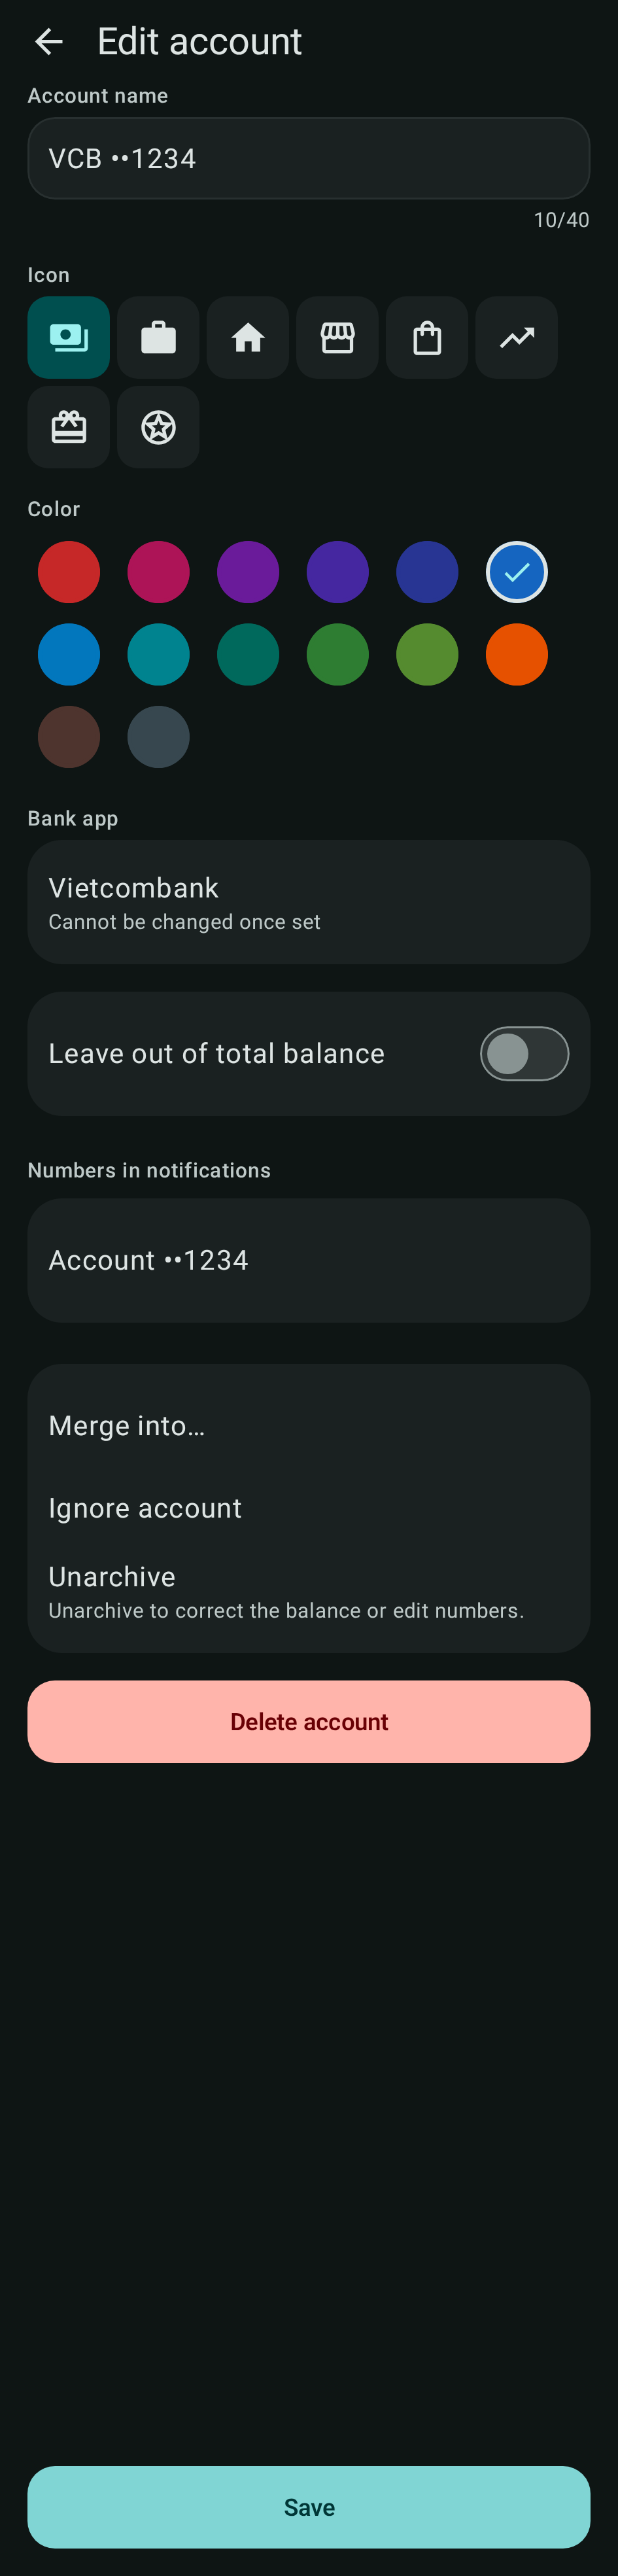 Edit account
Account name
VCB ••1234
10/40
Icon
Color
Bank app
Vietcombank
Cannot be changed once set
Leave out of total balance
Numbers in notifications
Account ••1234
Merge into…
Ignore account
Unarchive
Unarchive to correct the balance or edit numbers.
Delete account
Save